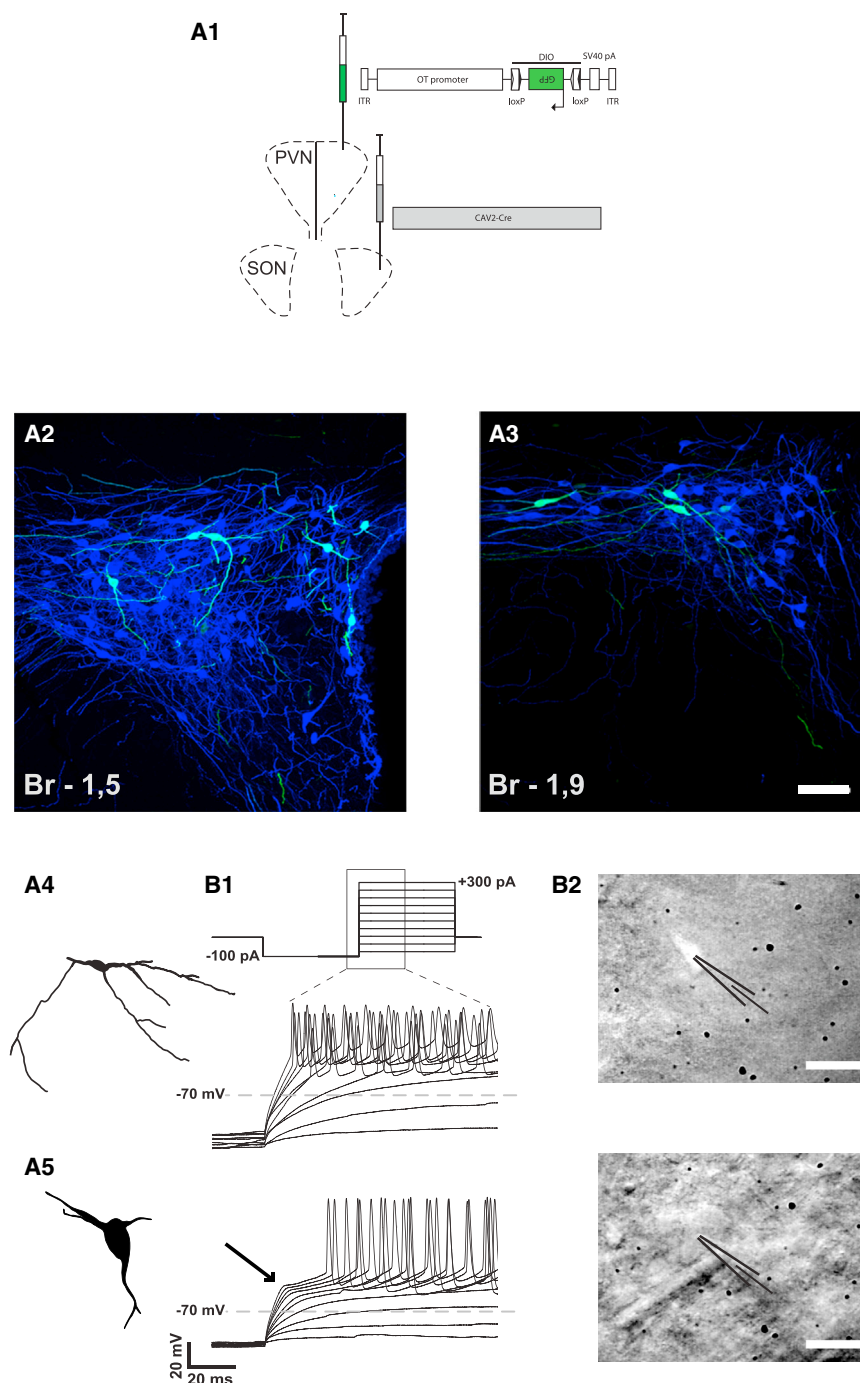 A1
DIO
SV40 pA
OT promoter
GFP
ITR
loxP
loxP
ITR
PVN
CAV2-Cre
SON
A2
A3
Br - 1,5
Br - 1,9
A4
B1
B2
+300 pA
-100 pA
-70 mV
A5
-70 mV
20 mV
20 ms